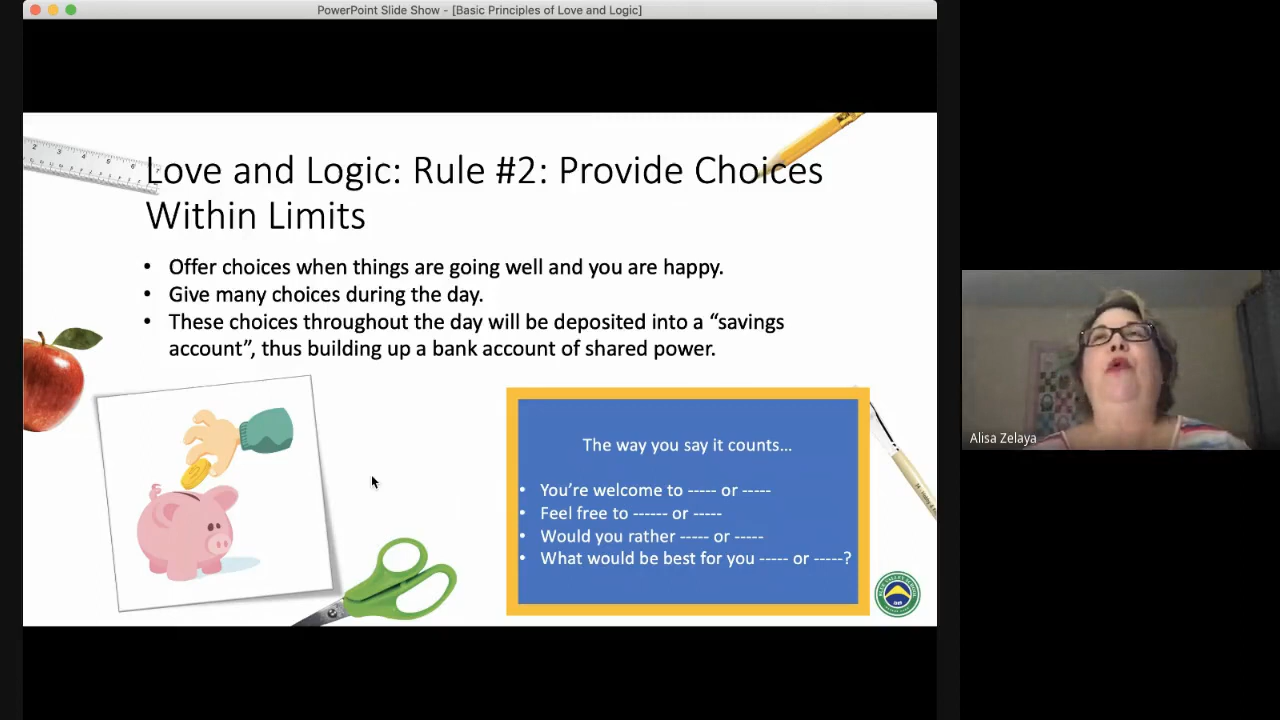 PowerPoint Slide Show - [Basic Principles of Love and Logic]
Love and Logic: Rule #2: Provide Choices
Within Limits
• Offer choices when things are going well and you are happy.
• Give many choices during the day.
• These choices throughout the day will be deposited into a “savings
account”, thus building up a bank account of shared power.
The way you say it counts…
• You’re welcome to ----- or -----
• Feel free to ------ or -----
• Would you rather ----- or -----
• What would be best for you ----- or -----?
Alisa Zelaya